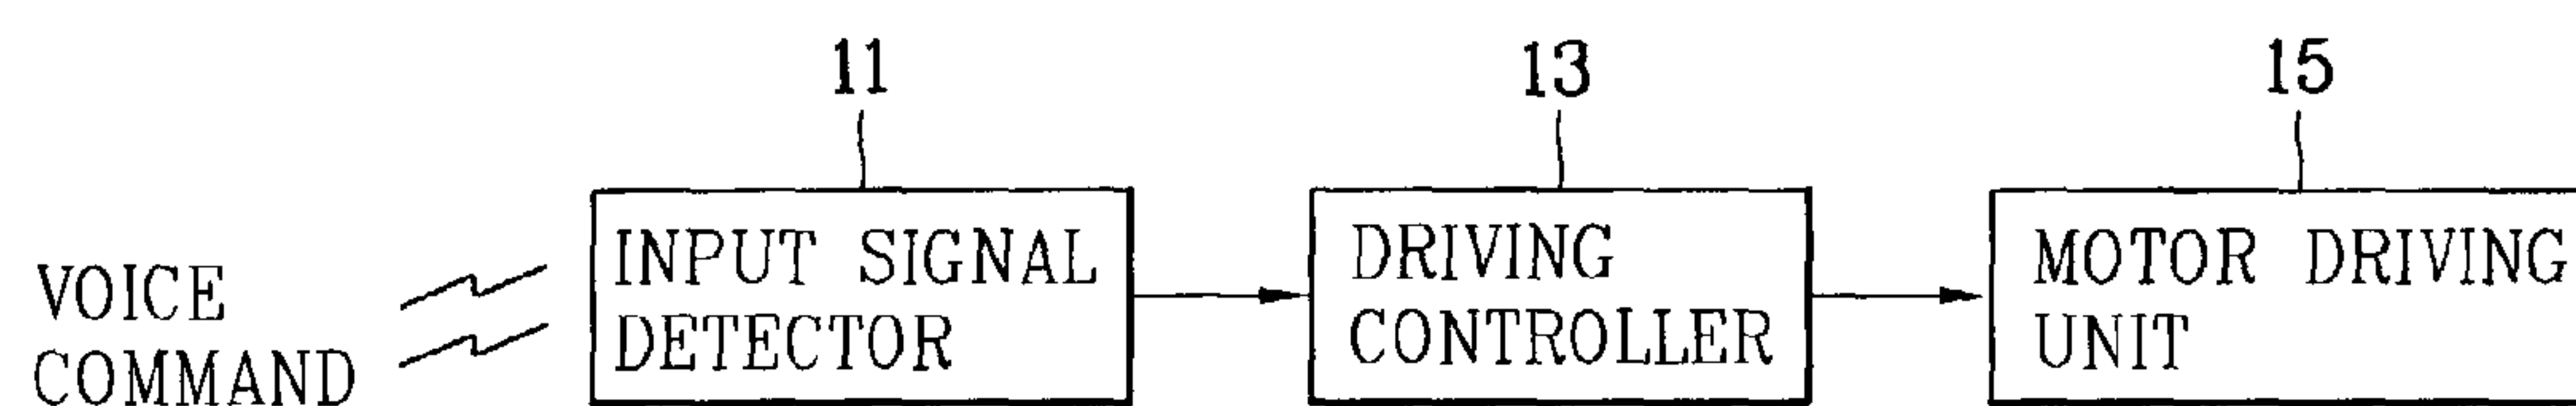 11
13
15
VOICE
COMMAND
INPUT SIGNAL
DETECTOR
DRIVING
CONTROLLER
MOTOR DRIVING
UNIT